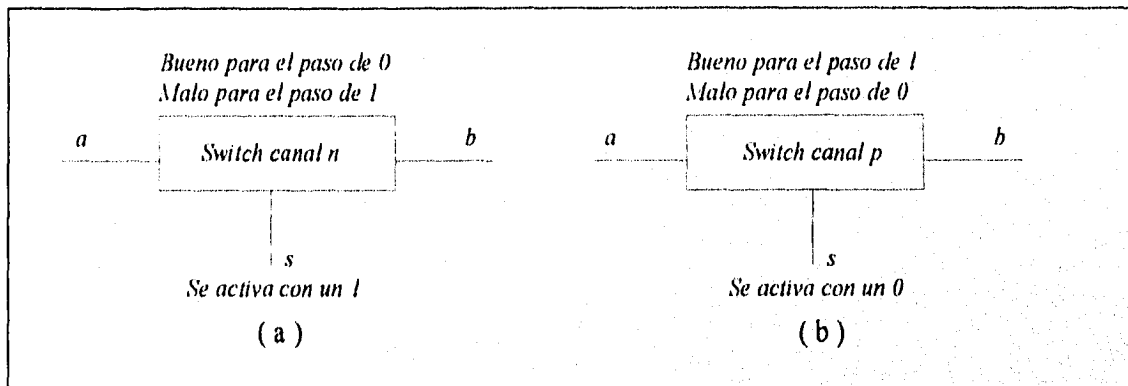 Bueno para el paso de 0
Malo para el paso de 1
a
Switch canal n
b
s
Se activa con un 1
(a)
Bueno para el paso de 1
Malo para el paso de 0
a
Switch canal p
b
s
Se activa con un 0
(b)